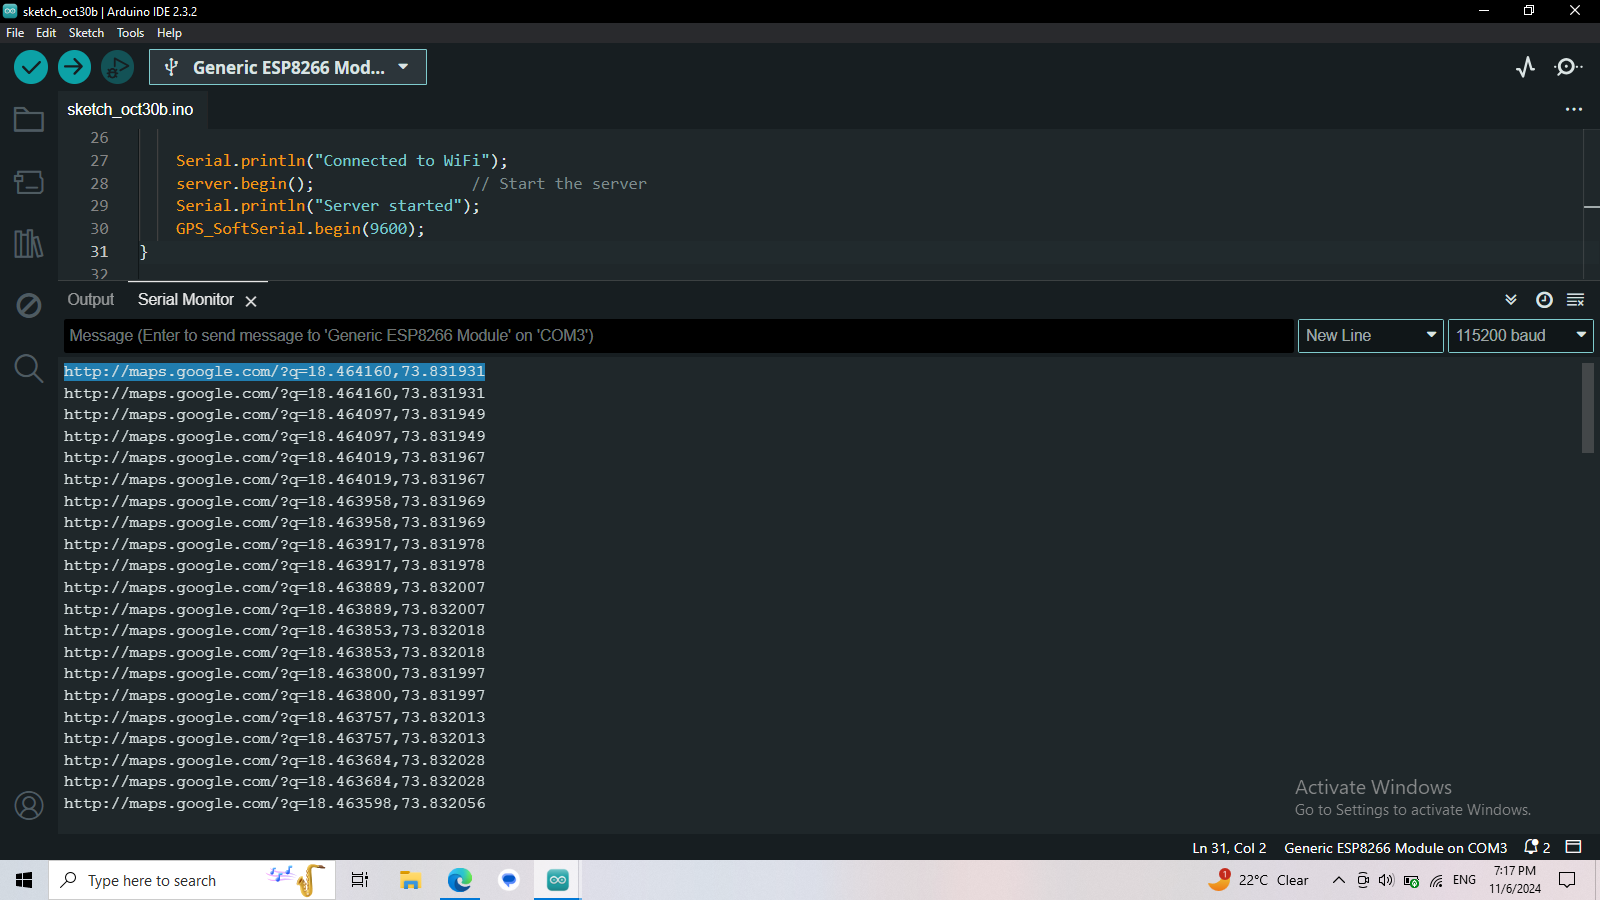 sketch_oct30b | Arduino IDE 2.3.2
File Edit Sketch Tools Help
Generic ESP8266 Mod...
sketch_oct30b.ino
26
27 Serial.println("Connected to WiFi");
28 server.begin(); // Start the server
29 Serial.println("Server started");
30 GPS_SoftSerial.begin(9600);
31 }
32
Output Serial Monitor
Message (Enter to send message to 'Generic ESP8266 Module' on 'COM3')
New Line
115200 baud
http://maps.google.com/?q=18.464160,73.831931
http://maps.google.com/?q=18.464160,73.831931
http://maps.google.com/?q=18.464097,73.831949
http://maps.google.com/?q=18.464097,73.831949
http://maps.google.com/?q=18.464019,73.831967
http://maps.google.com/?q=18.464019,73.831967
http://maps.google.com/?q=18.463958,73.831969
http://maps.google.com/?q=18.463958,73.831969
http://maps.google.com/?q=18.463917,73.831978
http://maps.google.com/?q=18.463917,73.831978
http://maps.google.com/?q=18.463889,73.832007
http://maps.google.com/?q=18.463889,73.832007
http://maps.google.com/?q=18.463853,73.832018
http://maps.google.com/?q=18.463853,73.832018
http://maps.google.com/?q=18.463800,73.831997
http://maps.google.com/?q=18.463800,73.831997
http://maps.google.com/?q=18.463757,73.832013
http://maps.google.com/?q=18.463757,73.832013
http://maps.google.com/?q=18.463684,73.832028
http://maps.google.com/?q=18.463684,73.832028
http://maps.google.com/?q=18.463598,73.832056
Activate Windows
Go to Settings to activate Windows.
Ln 31, Col 2 Generic ESP8266 Module on COM3 2
Type here to search
1
22°C Clear
ENG
7:17 PM
11/6/2024